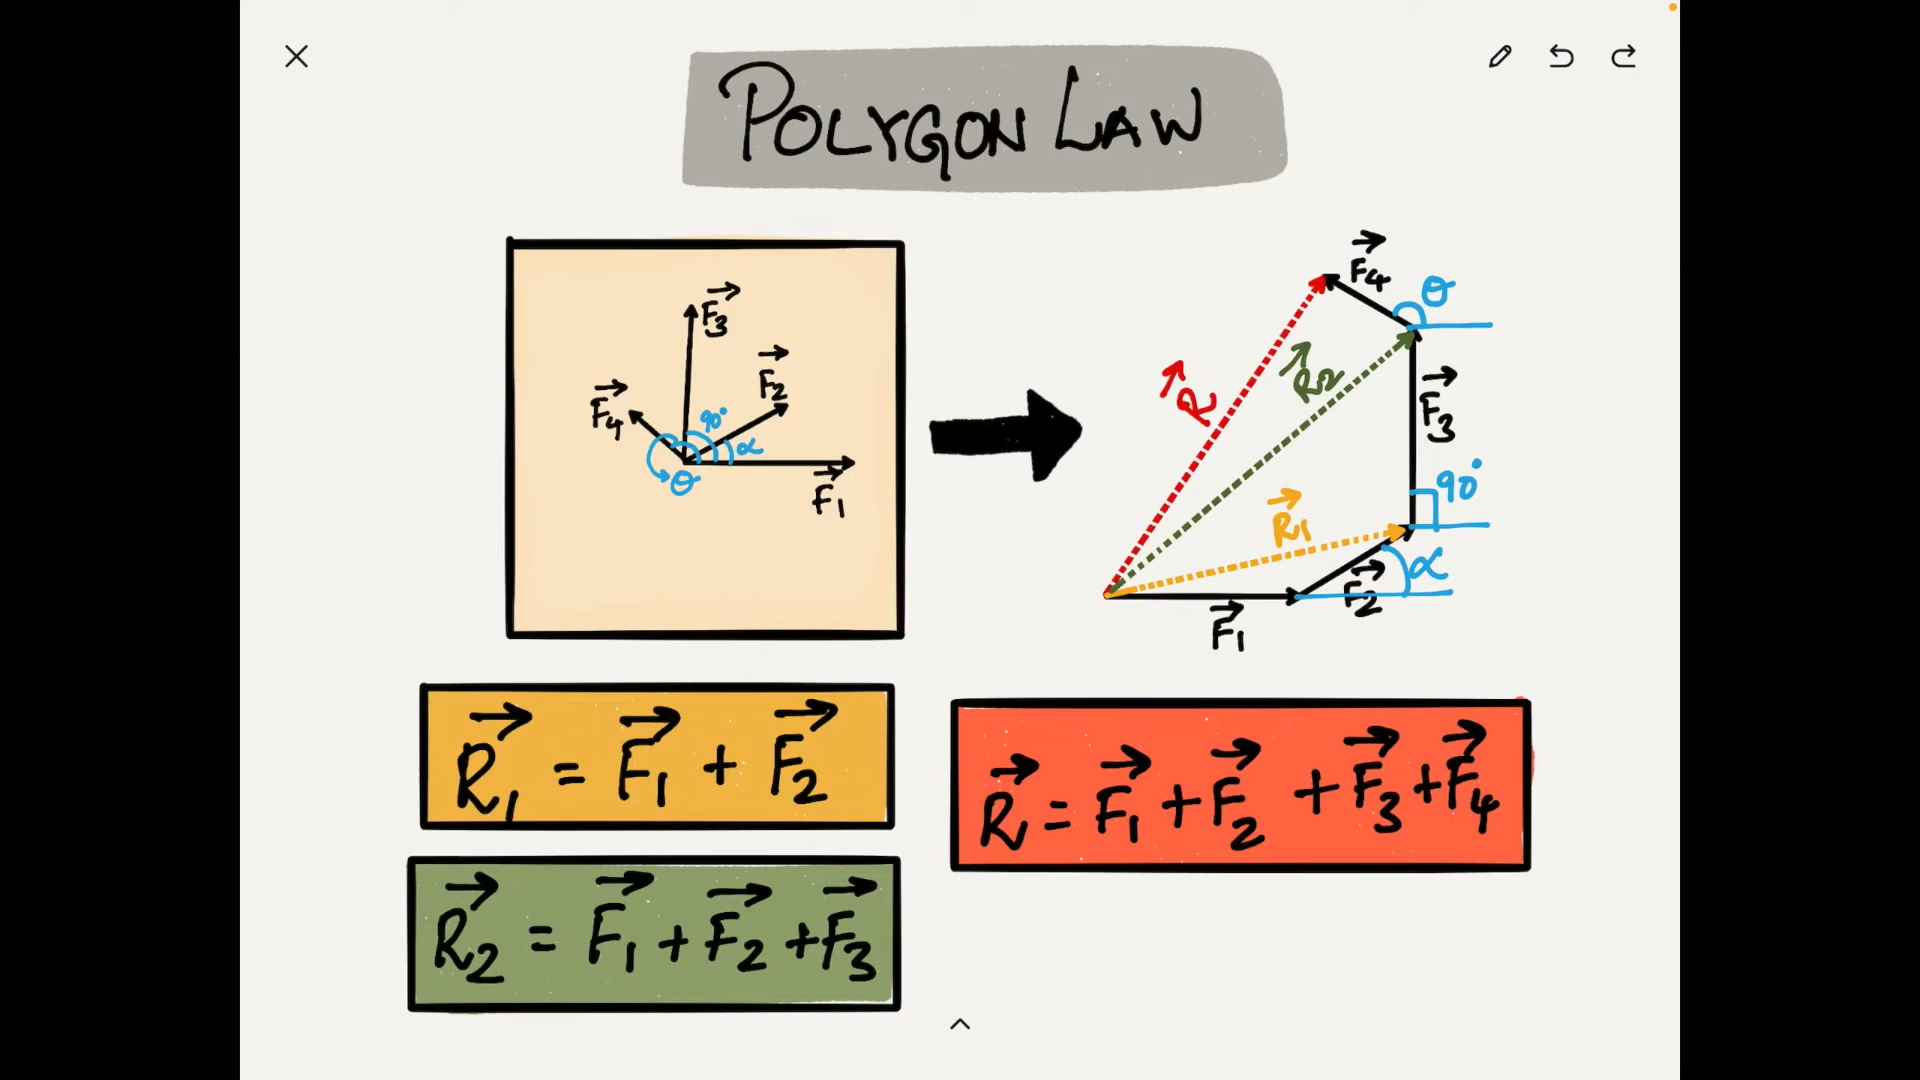 POLYGON LAW
F3
F2
F4
90°
α
θ
F1
F4
θ
R
R2
F3
R1
90°
α
F2
F1
R1 = F1 + F2
R = F1 + F2 + F3 + F4
R2 = F1 + F2 + F3